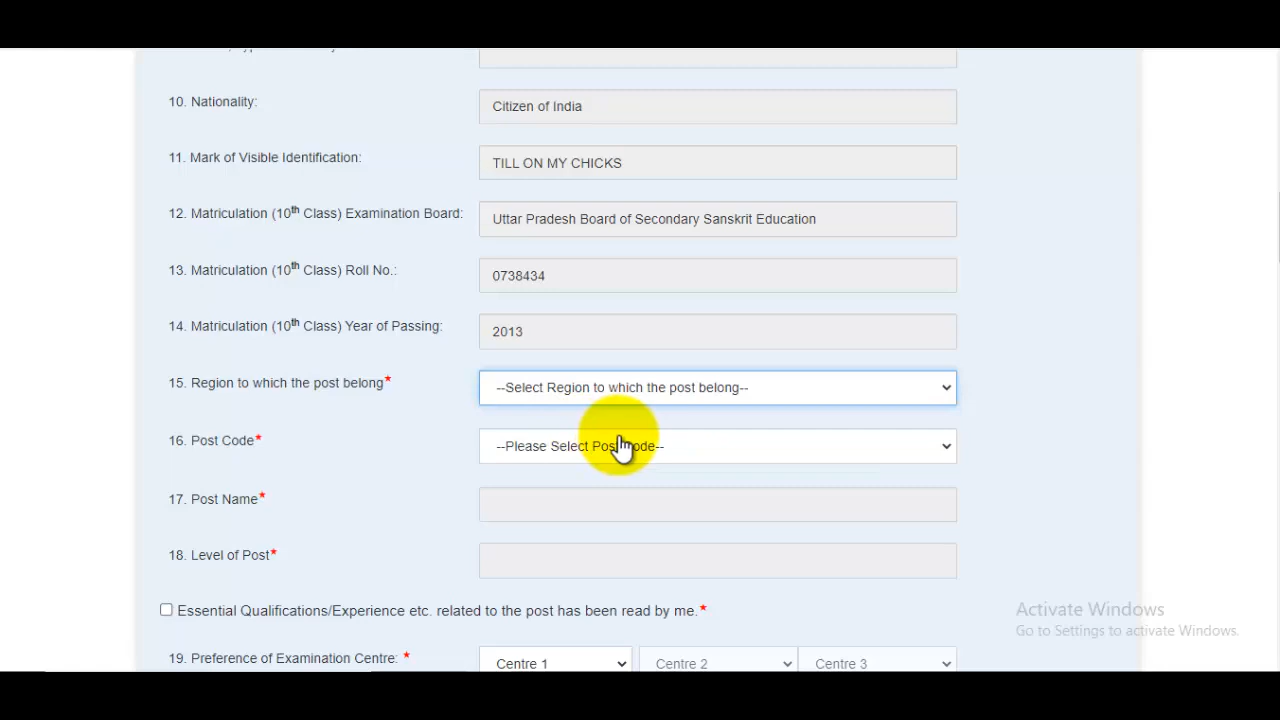 10. Nationality:
Citizen of India
11. Mark of Visible Identification:
TILL ON MY CHICKS
12. Matriculation (10th Class) Examination Board:
Uttar Pradesh Board of Secondary Sanskrit Education
13. Matriculation (10th Class) Roll No.:
0738434
14. Matriculation (10th Class) Year of Passing:
2013
15. Region to which the post belong*
--Select Region to which the post belong--
16. Post Code*
--Please Select Post Code--
17. Post Name*
18. Level of Post*
Essential Qualifications/Experience etc. related to the post has been read by me.*
Activate Windows
Go to Settings to activate Windows.
19. Preference of Examination Centre: *
Centre 1 Centre 2 Centre 3